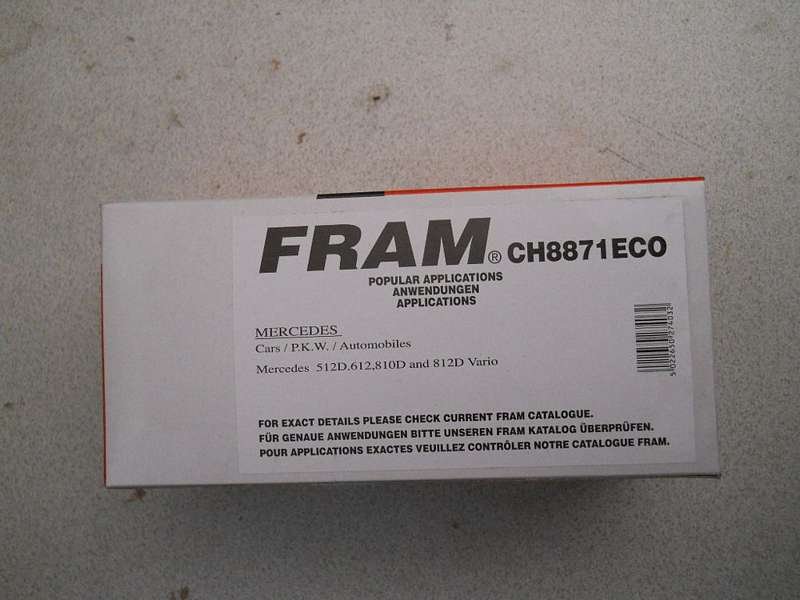 FRAM® CH8871ECO
POPULAR APPLICATIONS
ANWENDUNGEN
APPLICATIONS
MERCEDES
Cars / P.K.W. / Automobiles
Mercedes 512D.612,810D and 812D Vario
5022650274032
FOR EXACT DETAILS PLEASE CHECK CURRENT FRAM CATALOGUE.
FÜR GENAUE ANWENDUNGEN BITTE UNSEREN FRAM KATALOG ÜBERPRÜFEN.
POUR APPLICATIONS EXACTES VEUILLEZ CONTRÔLER NOTRE CATALOGUE FRAM.